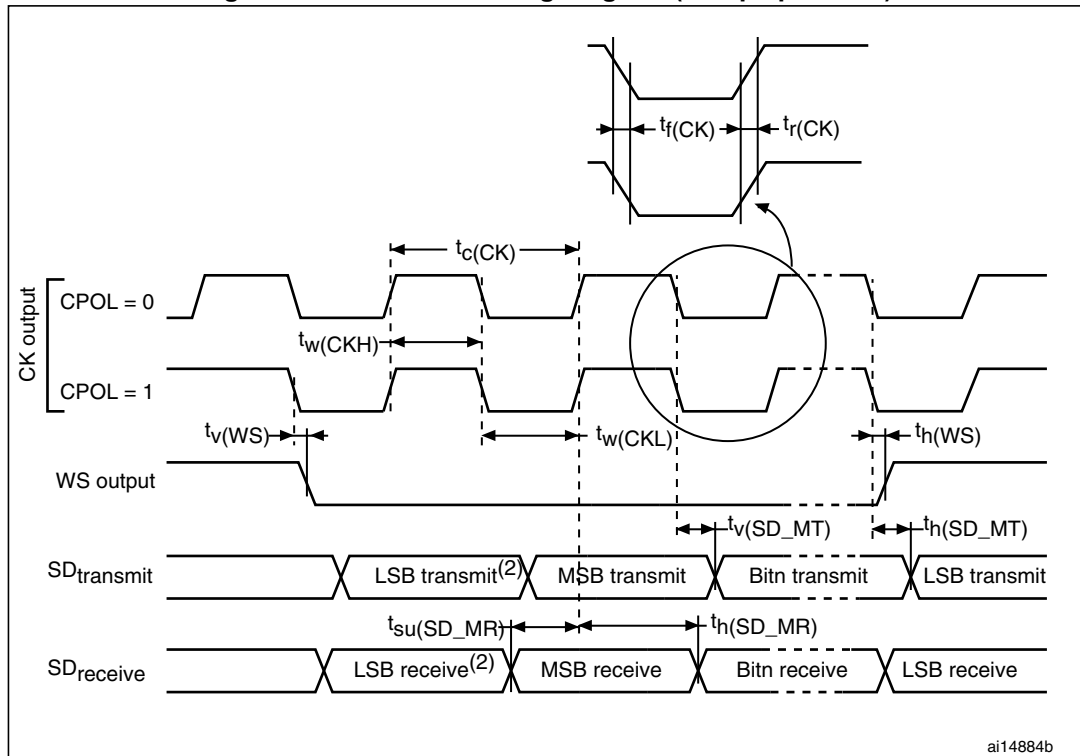 tf(CK)
tr(CK)
tc(CK)
CK output
CPOL = 0
tw(CKH)
CPOL = 1
tv(WS)
tw(CKL)
th(WS)
WS output
tv(SD_MT)
th(SD_MT)
SDtransmit
LSB transmit(2)
MSB transmit
Bitn transmit
LSB transmit
tsu(SD_MR)
th(SD_MR)
SDreceive
LSB receive(2)
MSB receive
Bitn receive
LSB receive
ai14884b